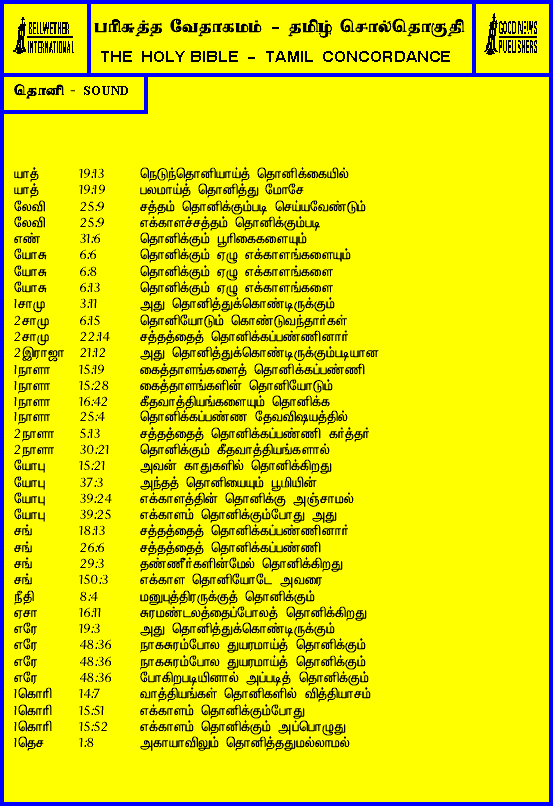 BELLWETHER
INTERNATIONAL
பரிசுத்த வேதாகமம் - தமிழ் சொல்தொகுதி
THE HOLY BIBLE - TAMIL CONCORDANCE
GOOD NEWS
PUBLISHERS
தொனி - SOUND
யாத் 19:13 நெடுந்தொனியாய்த் தொனிக்கையில்
யாத் 19:19 பலமாய்த் தொனித்து மோசே
லேவி 25:9 சத்தம் தொனிக்கும்படி செய்யவேண்டும்
லேவி 25:9 எக்காளச்சத்தம் தொனிக்கும்படி
எண் 31:6 தொனிக்கும் பூரிகைகளையும்
யோசு 6:6 தொனிக்கும் ஏழு எக்காளங்களையும்
யோசு 6:8 தொனிக்கும் ஏழு எக்காளங்களை
யோசு 6:13 தொனிக்கும் ஏழு எக்காளங்களை
1சாமு 3:11 அது தொனித்துக்கொண்டிருக்கும்
2சாமு 6:15 தொனியோடும் கொண்டுவந்தார்கள்
2சாமு 22:14 சத்தத்தைத் தொனிக்கப்பண்ணினார்
2இராஜா 21:12 அது தொனித்துக்கொண்டிருக்கும்படியான
1நாளா 15:19 கைத்தாளங்களைத் தொனிக்கப்பண்ணி
1நாளா 15:28 கைத்தாளங்களின் தொனியோடும்
1நாளா 16:42 கீதவாத்தியங்களையும் தொனிக்க
1நாளா 25:4 தொனிக்கப்பண்ண தேவவிஷயத்தில்
2நாளா 5:13 சத்தத்தைத் தொனிக்கப்பண்ணி கர்த்தர்
2நாளா 30:21 தொனிக்கும் கீதவாத்தியங்களால்
யோபு 15:21 அவன் காதுகளில் தொனிக்கிறது
யோபு 37:3 அந்தத் தொனியையும் பூமியின்
யோபு 39:24 எக்காளத்தின் தொனிக்கு அஞ்சாமல்
யோபு 39:25 எக்காளம் தொனிக்கும்போது அது
சங் 18:13 சத்தத்தைத் தொனிக்கப்பண்ணினார்
சங் 26:6 சத்தத்தைத் தொனிக்கப்பண்ணி
சங் 29:3 தண்ணீர்களின்மேல் தொனிக்கிறது
சங் 150:3 எக்காள தொனியோடே அவரை
நீதி 8:4 மனுபுத்திரருக்குத் தொனிக்கும்
ஏசா 16:11 சுரமண்டலத்தைப்போலத் தொனிக்கிறது
எரே 19:3 அது தொனித்துக்கொண்டிருக்கும்
எரே 48:36 நாகசுரம்போல துயரமாய்த் தொனிக்கும்
எரே 48:36 நாகசுரம்போல துயரமாய்த் தொனிக்கும்
எரே 48:36 போகிறபடியினால் அப்படித் தொனிக்கும்
1கொரி 14:7 வாத்தியங்கள் தொனிகளில் வித்தியாசம்
1கொரி 15:51 எக்காளம் தொனிக்கும்போது
1கொரி 15:52 எக்காளம் தொனிக்கும் அப்பொழுது
1தெச 1:8 அகாயாவிலும் தொனித்ததுமல்லாமல்